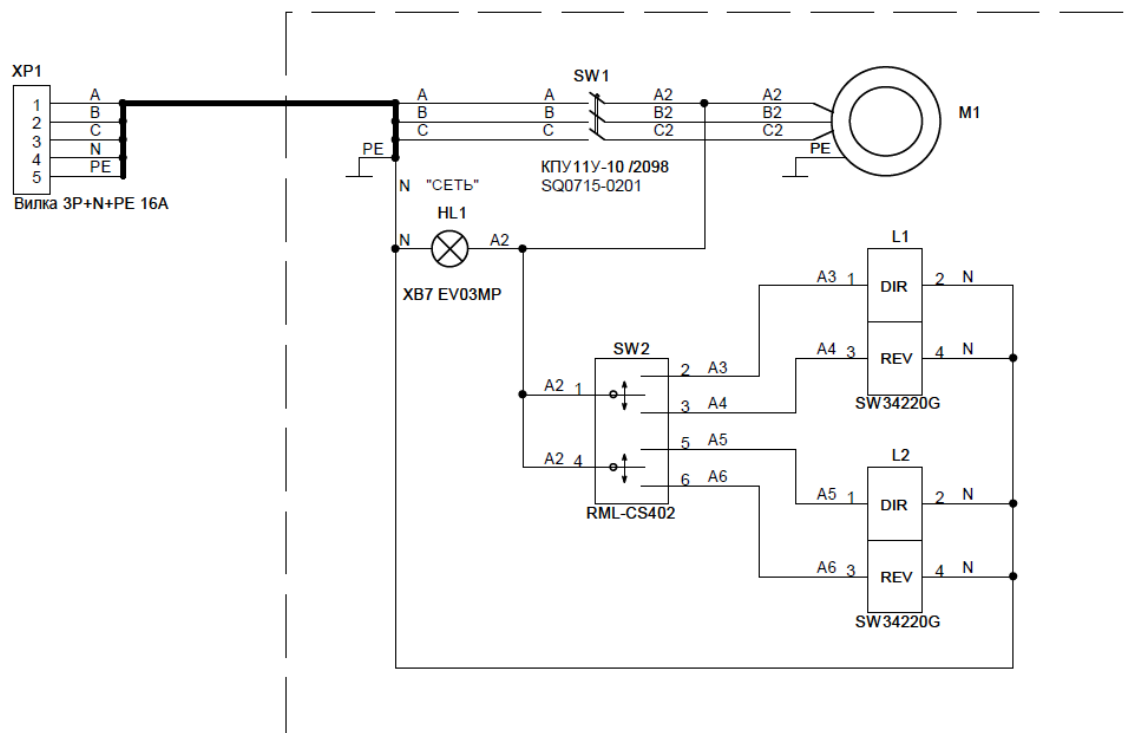 XP1
1 A
2 B
3 C
4 N
5 PE
Вилка 3P+N+PE 16A
SW1
A A A2 A2
B B B2 B2
C C C2 C2
M1
PE
PE
КПУ11У-10 /2098
SQ0715-0201
N "СЕТЬ"
HL1
N A2
XB7 EV03MP
L1
A3 1 DIR 2 N
A4 3 REV 4 N
SW34220G
SW2
2 A3
A2 1
3 A4
5 A5
A2 4
6 A6
RML-CS402
L2
A5 1 DIR 2 N
A6 3 REV 4 N
SW34220G